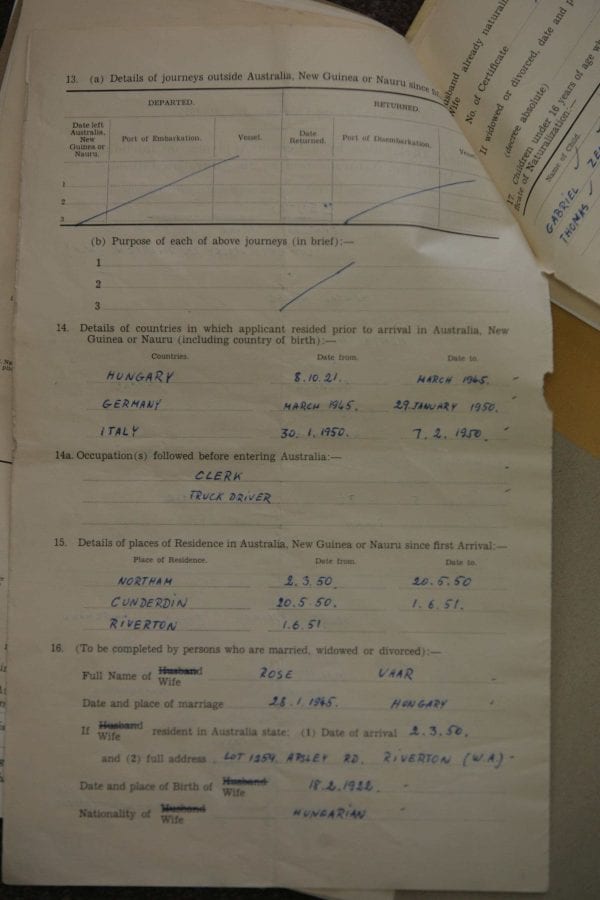 13. (a) Details of journeys outside Australia, New Guinea or Nauru since
DEPARTED. RETURNED.
Date left Australia, New Guinea or Nauru. Port of Embarkation. Vessel. Date Returned. Port of Disembarkation.
1
2
3
(b) Purpose of each of above journeys (in brief):—
1
2
3
14. Details of countries in which applicant resided prior to arrival in Australia, New
Guinea or Nauru (including country of birth):—
Countries. Date from. Date to.
HUNGARY 8.10.21. MARCH 1945.
GERMANY MARCH 1945. 29 JANUARY 1950.
ITALY 30.1.1950. 7.2.1950.
14a. Occupation(s) followed before entering Australia:—
CLERK
TRUCK DRIVER
15. Details of places of Residence in Australia, New Guinea or Nauru since first Arrival:—
Place of Residence. Date from. Date to.
NORTHAM 2.3.50. 20.5.50
CUNDERDIN 20.5.50. 1.6.51.
RIVERTON 1.6.51
16. (To be completed by persons who are married, widowed or divorced):—
Full Name of Husband Wife ROSE UHAR
Date and place of marriage 28.1.1945. HUNGARY
If Husband Wife resident in Australia state: (1) Date of arrival 2.3.50.
and (2) full address LOT 1259 APSLEY RD. RIVERTON (W.A)
Date and place of Birth of Husband Wife 18.2.1922.
Nationality of Husband Wife HUNGARIAN
already
Wife
No. of Certificate
If widowed or divorced, date and
(decree absolute)
17. Children under 16 years of age
of Naturalization:—
Name of Child.
GABRIEL
THOMAS